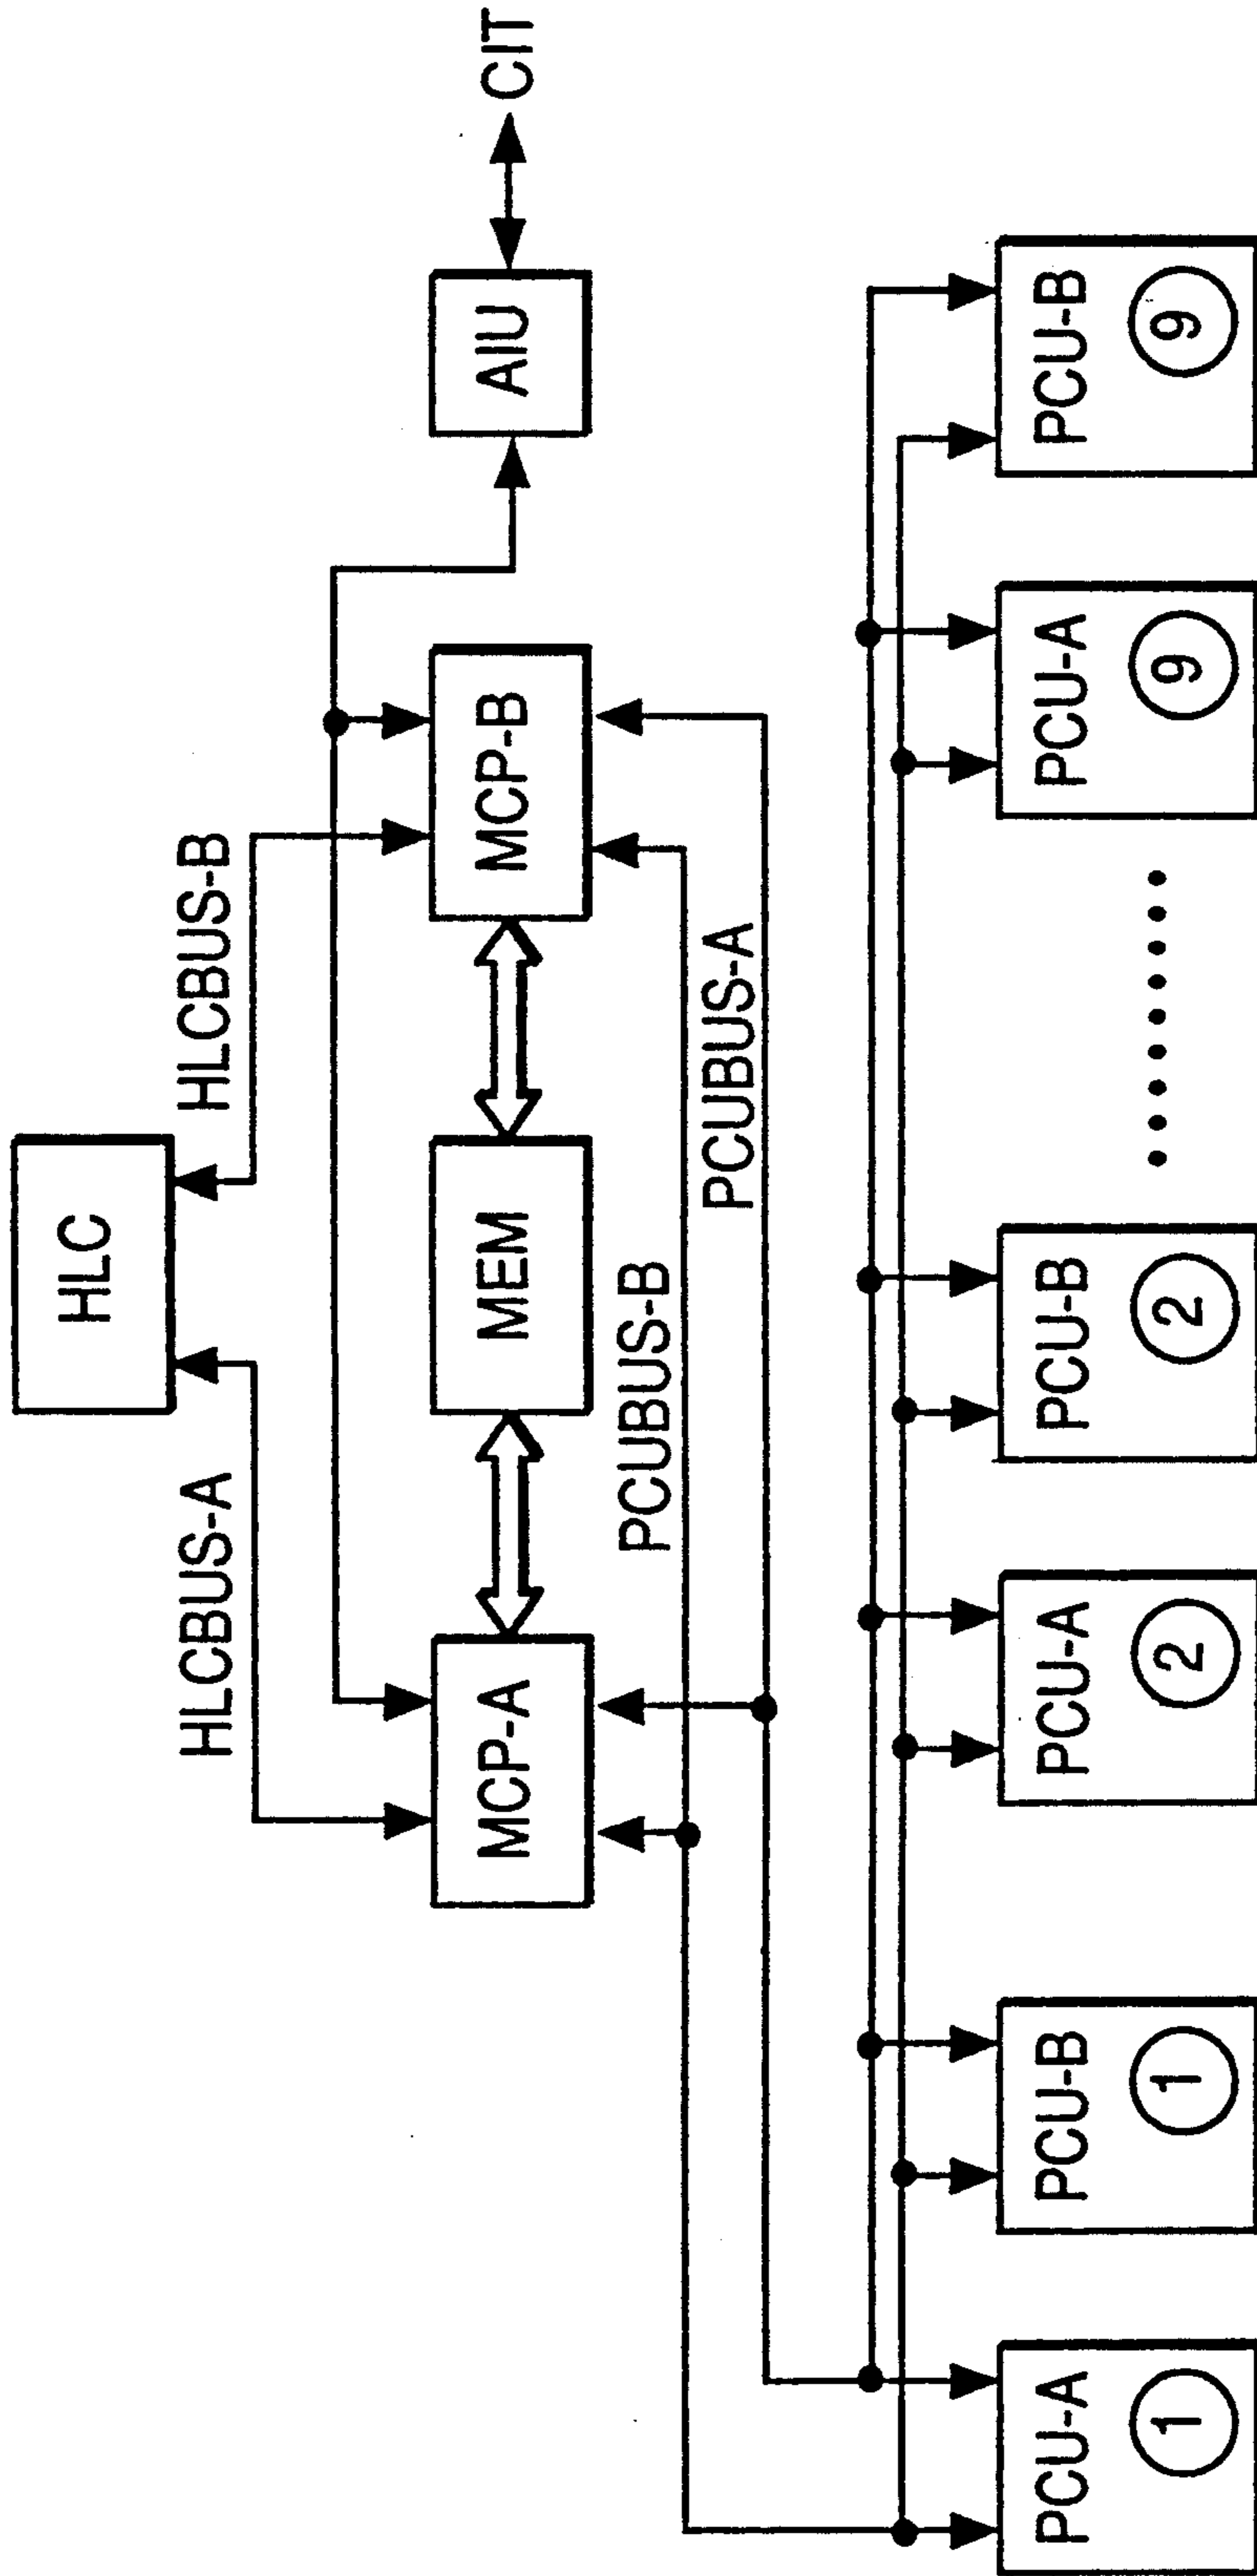 HLC
HLCBUS-A
HLCBUS-B
MCP-A
MEM
MCP-B
AIU
CIT
PCUBUS-B
PCUBUS-A
PCU-A
1
PCU-B
1
PCU-A
2
PCU-B
2
PCU-A
9
PCU-B
9